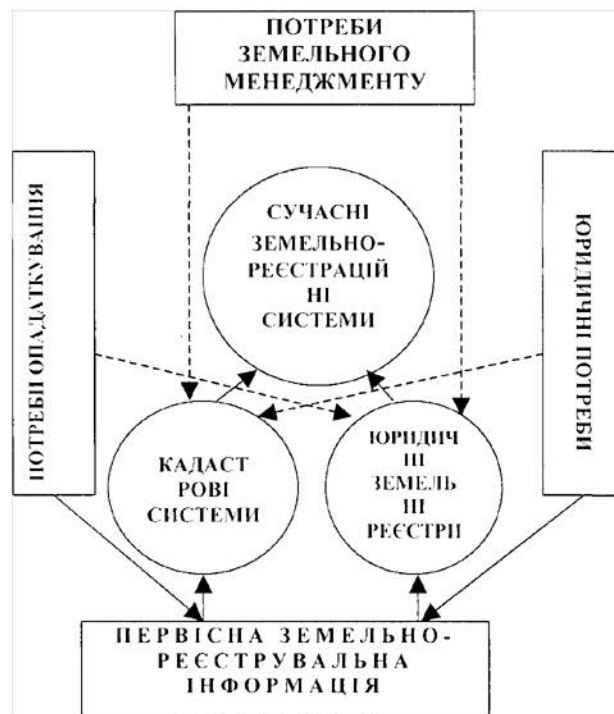 ПОТРЕБИ
ЗЕМЕЛЬНОГО
МЕНЕДЖМЕНТУ
ПОТРЕБИ ОПАДАТКУВАННЯ
СУЧАСНІ
ЗЕМЕЛЬНО-
РЕЄСТРАЦІЙ
НІ
СИСТЕМИ
ЮРИДИЧНІ ПОТРЕБИ
КАДАСТ
РОВІ
СИСТЕМИ
ЮРИДИЧ
НІ
ЗЕМЕЛЬ
НІ
РЕЄСТРИ
ПЕРВІСНА ЗЕМЕЛЬНО-
РЕЄСТРУВАЛЬНА
ІНФОРМАЦІЯ